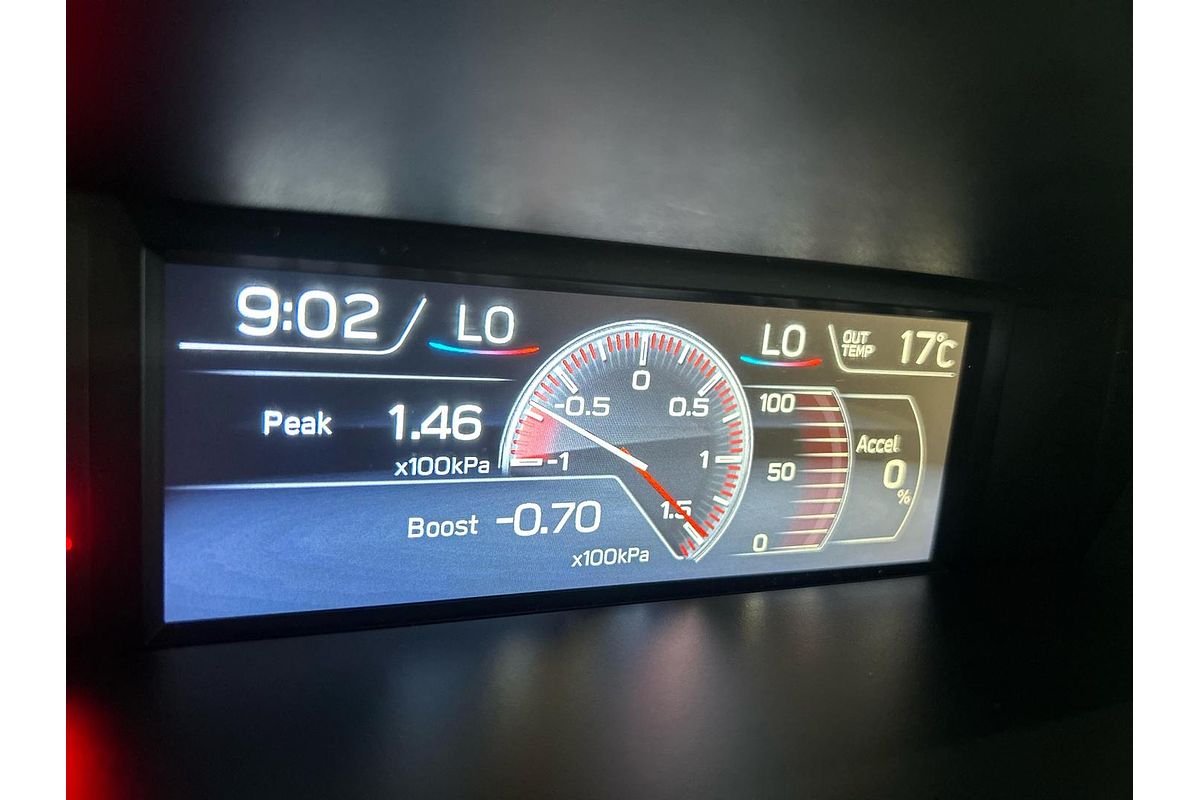 9:02
LO
LO
OUT
TEMP
17°C
Peak 1.46
x100kPa
Boost -0.70
x100kPa
-1
-0.5
0
0.5
1
1.5
100
50
0
Accel
0
%